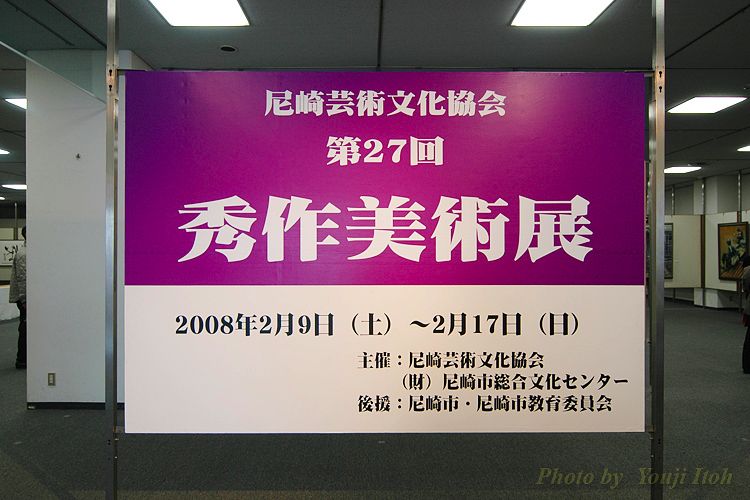 尼崎芸術文化協会
第27回
秀作美術展
2008年2月9日（土）～2月17日（日）
主催：尼崎芸術文化協会
（財）尼崎市総合文化センター
後援：尼崎市・尼崎市教育委員会
Photo by Youji Itoh